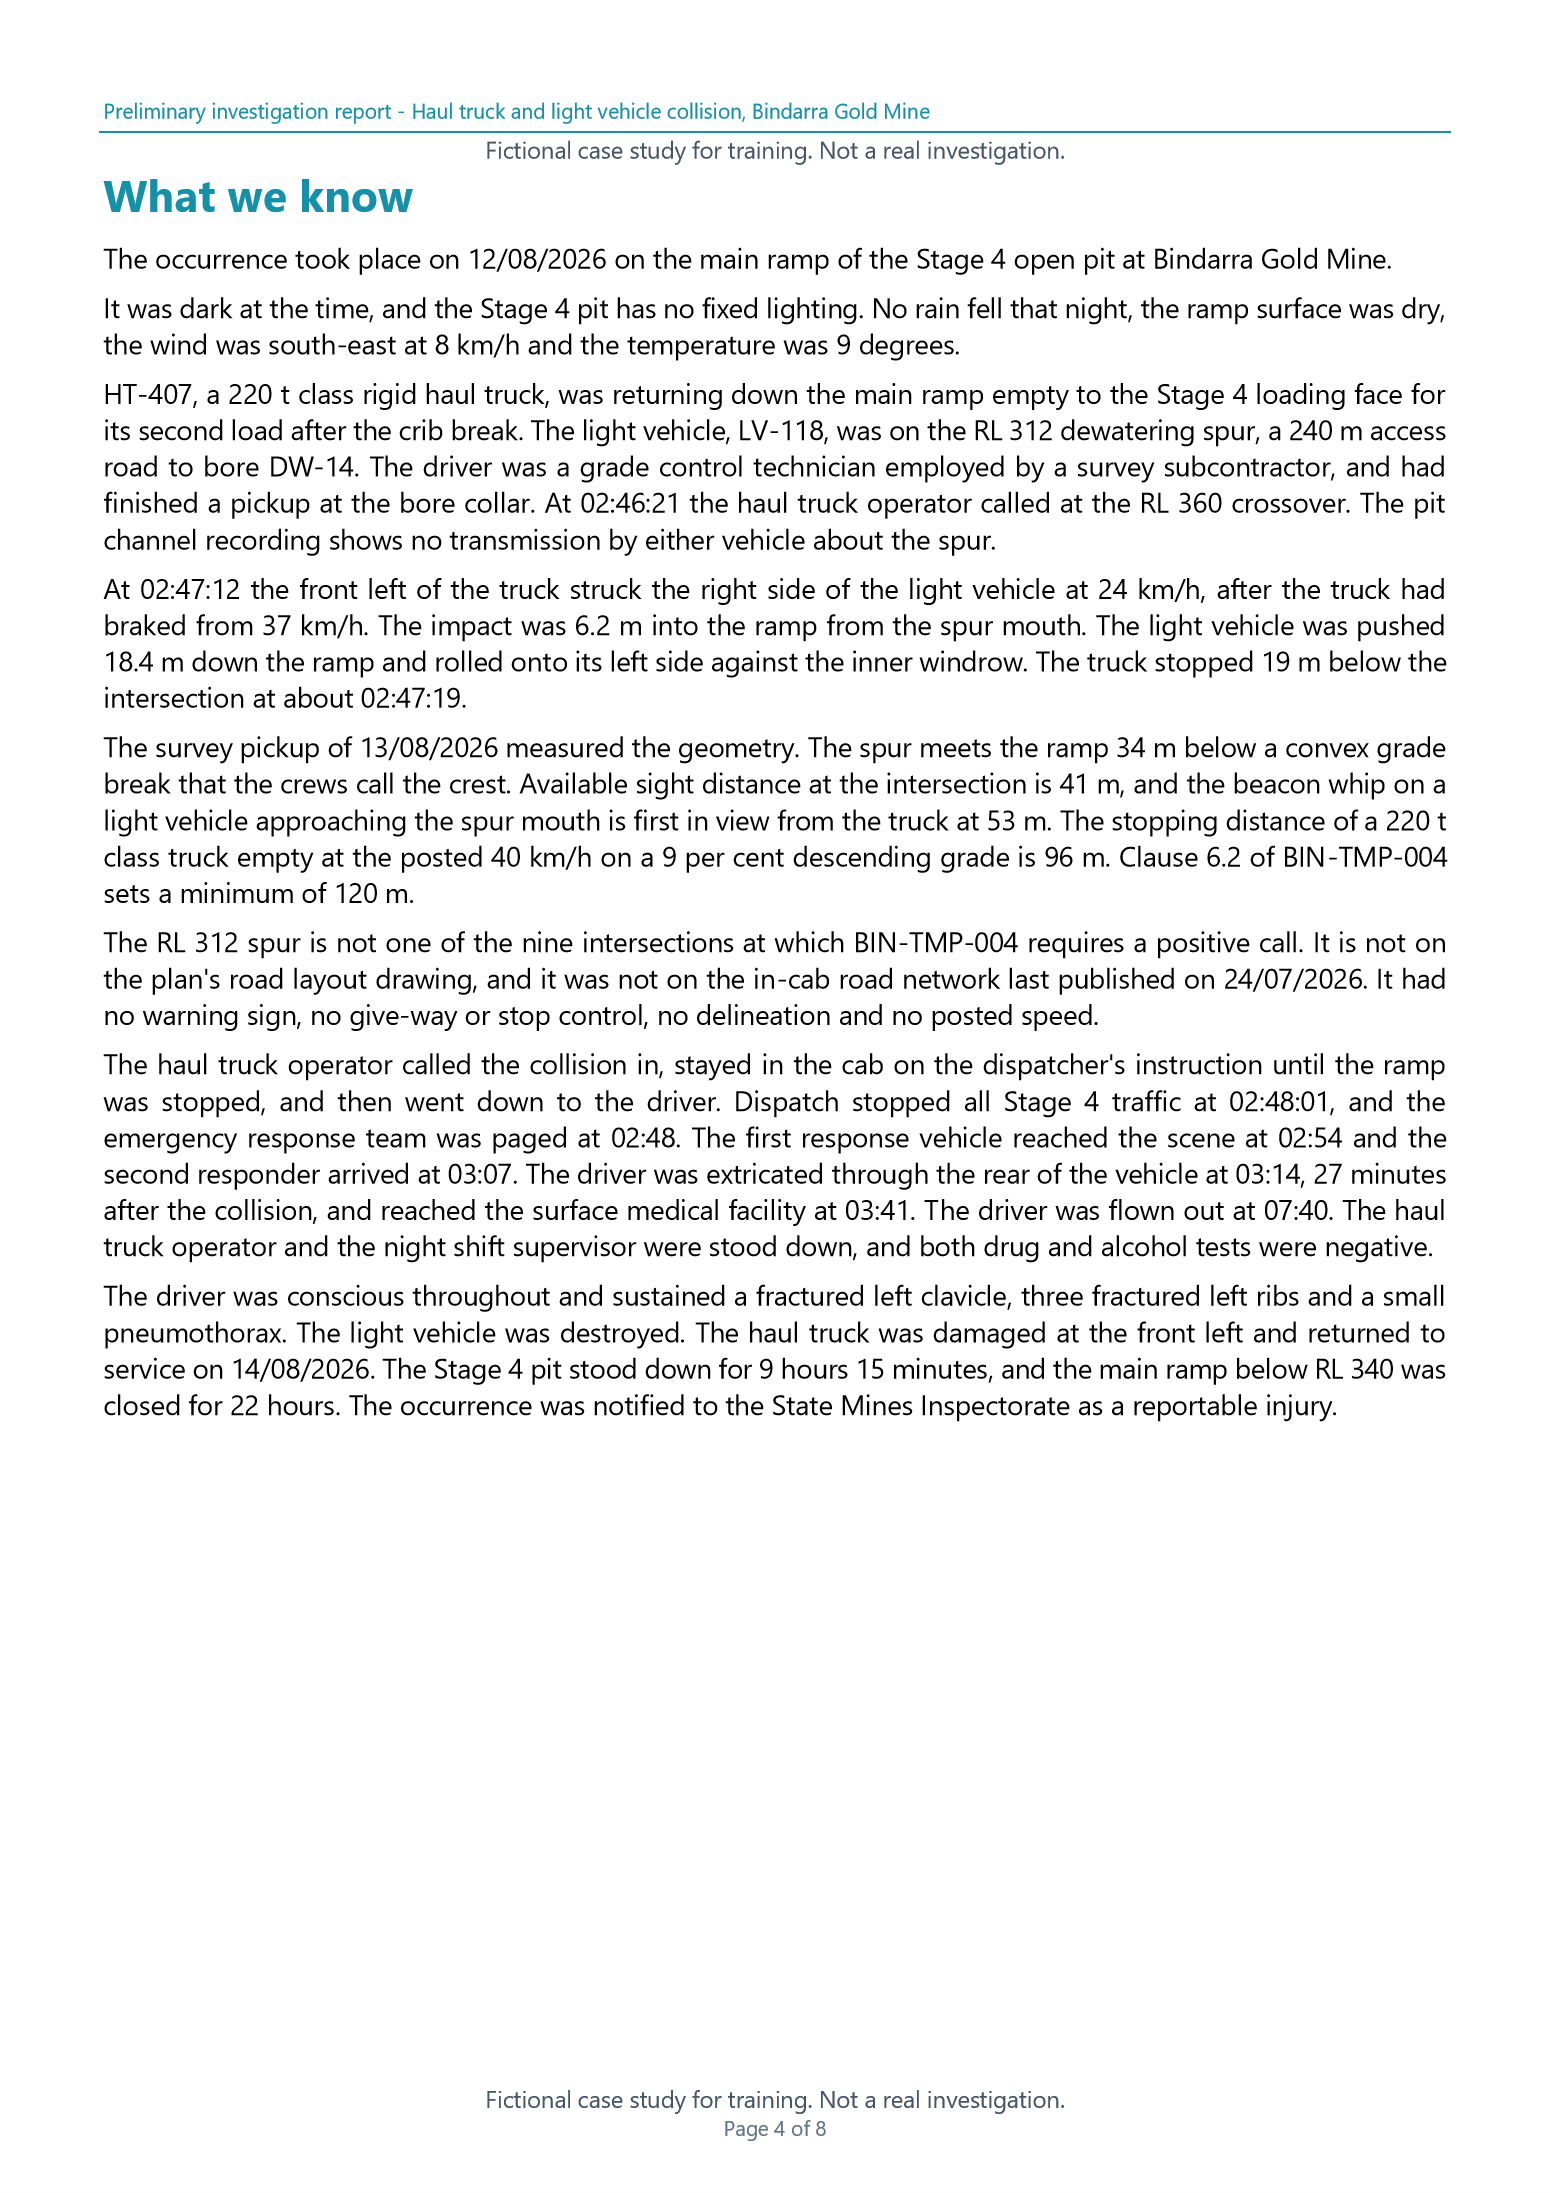 Preliminary investigation report - Haul truck and light vehicle collision, Bindarra Gold Mine
Fictional case study for training. Not a real investigation.
What we know
The occurrence took place on 12/08/2026 on the main ramp of the Stage 4 open pit at Bindarra Gold Mine.
It was dark at the time, and the Stage 4 pit has no fixed lighting. No rain fell that night, the ramp surface was dry,
the wind was south-east at 8 km/h and the temperature was 9 degrees.
HT-407, a 220 t class rigid haul truck, was returning down the main ramp empty to the Stage 4 loading face for
its second load after the crib break. The light vehicle, LV-118, was on the RL 312 dewatering spur, a 240 m access
road to bore DW-14. The driver was a grade control technician employed by a survey subcontractor, and had
finished a pickup at the bore collar. At 02:46:21 the haul truck operator called at the RL 360 crossover. The pit
channel recording shows no transmission by either vehicle about the spur.
At 02:47:12 the front left of the truck struck the right side of the light vehicle at 24 km/h, after the truck had
braked from 37 km/h. The impact was 6.2 m into the ramp from the spur mouth. The light vehicle was pushed
18.4 m down the ramp and rolled onto its left side against the inner windrow. The truck stopped 19 m below the
intersection at about 02:47:19.
The survey pickup of 13/08/2026 measured the geometry. The spur meets the ramp 34 m below a convex grade
break that the crews call the crest. Available sight distance at the intersection is 41 m, and the beacon whip on a
light vehicle approaching the spur mouth is first in view from the truck at 53 m. The stopping distance of a 220 t
class truck empty at the posted 40 km/h on a 9 per cent descending grade is 96 m. Clause 6.2 of BIN-TMP-004
sets a minimum of 120 m.
The RL 312 spur is not one of the nine intersections at which BIN-TMP-004 requires a positive call. It is not on
the plan's road layout drawing, and it was not on the in-cab road network last published on 24/07/2026. It had
no warning sign, no give-way or stop control, no delineation and no posted speed.
The haul truck operator called the collision in, stayed in the cab on the dispatcher's instruction until the ramp
was stopped, and then went down to the driver. Dispatch stopped all Stage 4 traffic at 02:48:01, and the
emergency response team was paged at 02:48. The first response vehicle reached the scene at 02:54 and the
second responder arrived at 03:07. The driver was extricated through the rear of the vehicle at 03:14, 27 minutes
after the collision, and reached the surface medical facility at 03:41. The driver was flown out at 07:40. The haul
truck operator and the night shift supervisor were stood down, and both drug and alcohol tests were negative.
The driver was conscious throughout and sustained a fractured left clavicle, three fractured left ribs and a small
pneumothorax. The light vehicle was destroyed. The haul truck was damaged at the front left and returned to
service on 14/08/2026. The Stage 4 pit stood down for 9 hours 15 minutes, and the main ramp below RL 340 was
closed for 22 hours. The occurrence was notified to the State Mines Inspectorate as a reportable injury.
Fictional case study for training. Not a real investigation.
Page 4 of 8